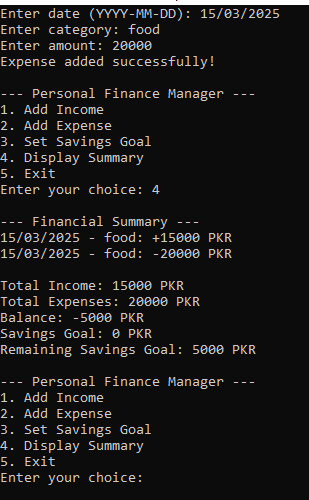 Enter date (YYYY-MM-DD): 15/03/2025
Enter category: food
Enter amount: 20000
Expense added successfully!

--- Personal Finance Manager ---
1. Add Income
2. Add Expense
3. Set Savings Goal
4. Display Summary
5. Exit
Enter your choice: 4

--- Financial Summary ---
15/03/2025 - food: +15000 PKR
15/03/2025 - food: -20000 PKR

Total Income: 15000 PKR
Total Expenses: 20000 PKR
Balance: -5000 PKR
Savings Goal: 0 PKR
Remaining Savings Goal: 5000 PKR

--- Personal Finance Manager ---
1. Add Income
2. Add Expense
3. Set Savings Goal
4. Display Summary
5. Exit
Enter your choice: